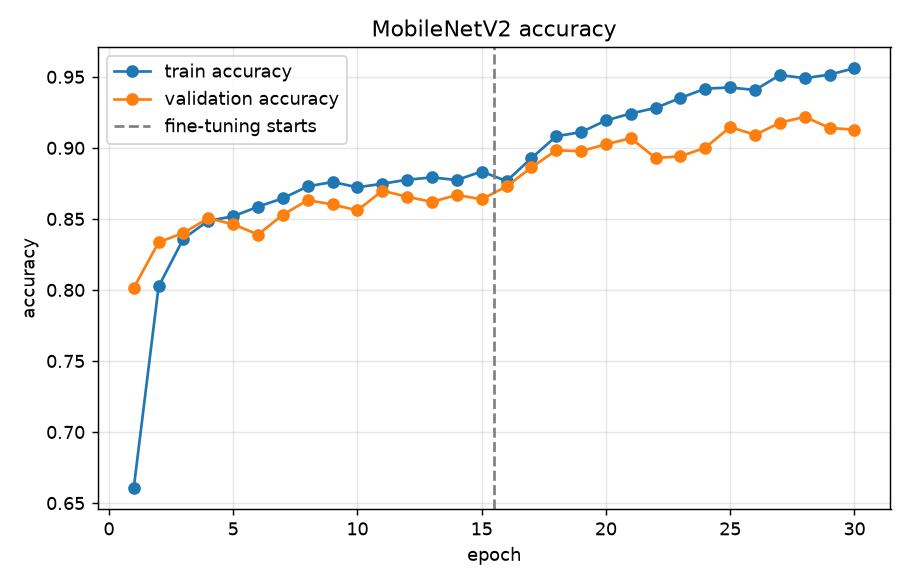 MobileNetV2 accuracy
train accuracy
validation accuracy
fine-tuning starts
accuracy
0.95
0.90
0.85
0.80
0.75
0.70
0.65
0 5 10 15 20 25 30
epoch